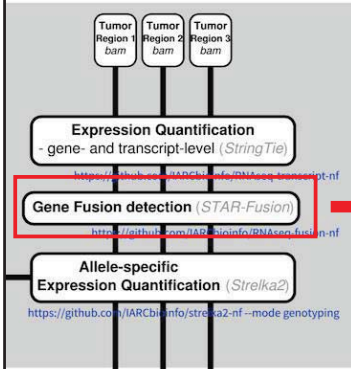 Tumor Tumor Tumor
Region 1 Region 2 Region 3
bam bam bam
Expression Quantification
- gene- and transcript-level (StringTie)
https://github.com/IARCbioinfo/RNAseq-transcript-nf
Gene Fusion detection (STAR-Fusion)
https://github.com/IARCbioinfo/RNAseq-fusion-nf
Allele-specific
Expression Quantification (Strelka2)
https://github.com/IARCbioinfo/strelka2-nf --mode genotyping